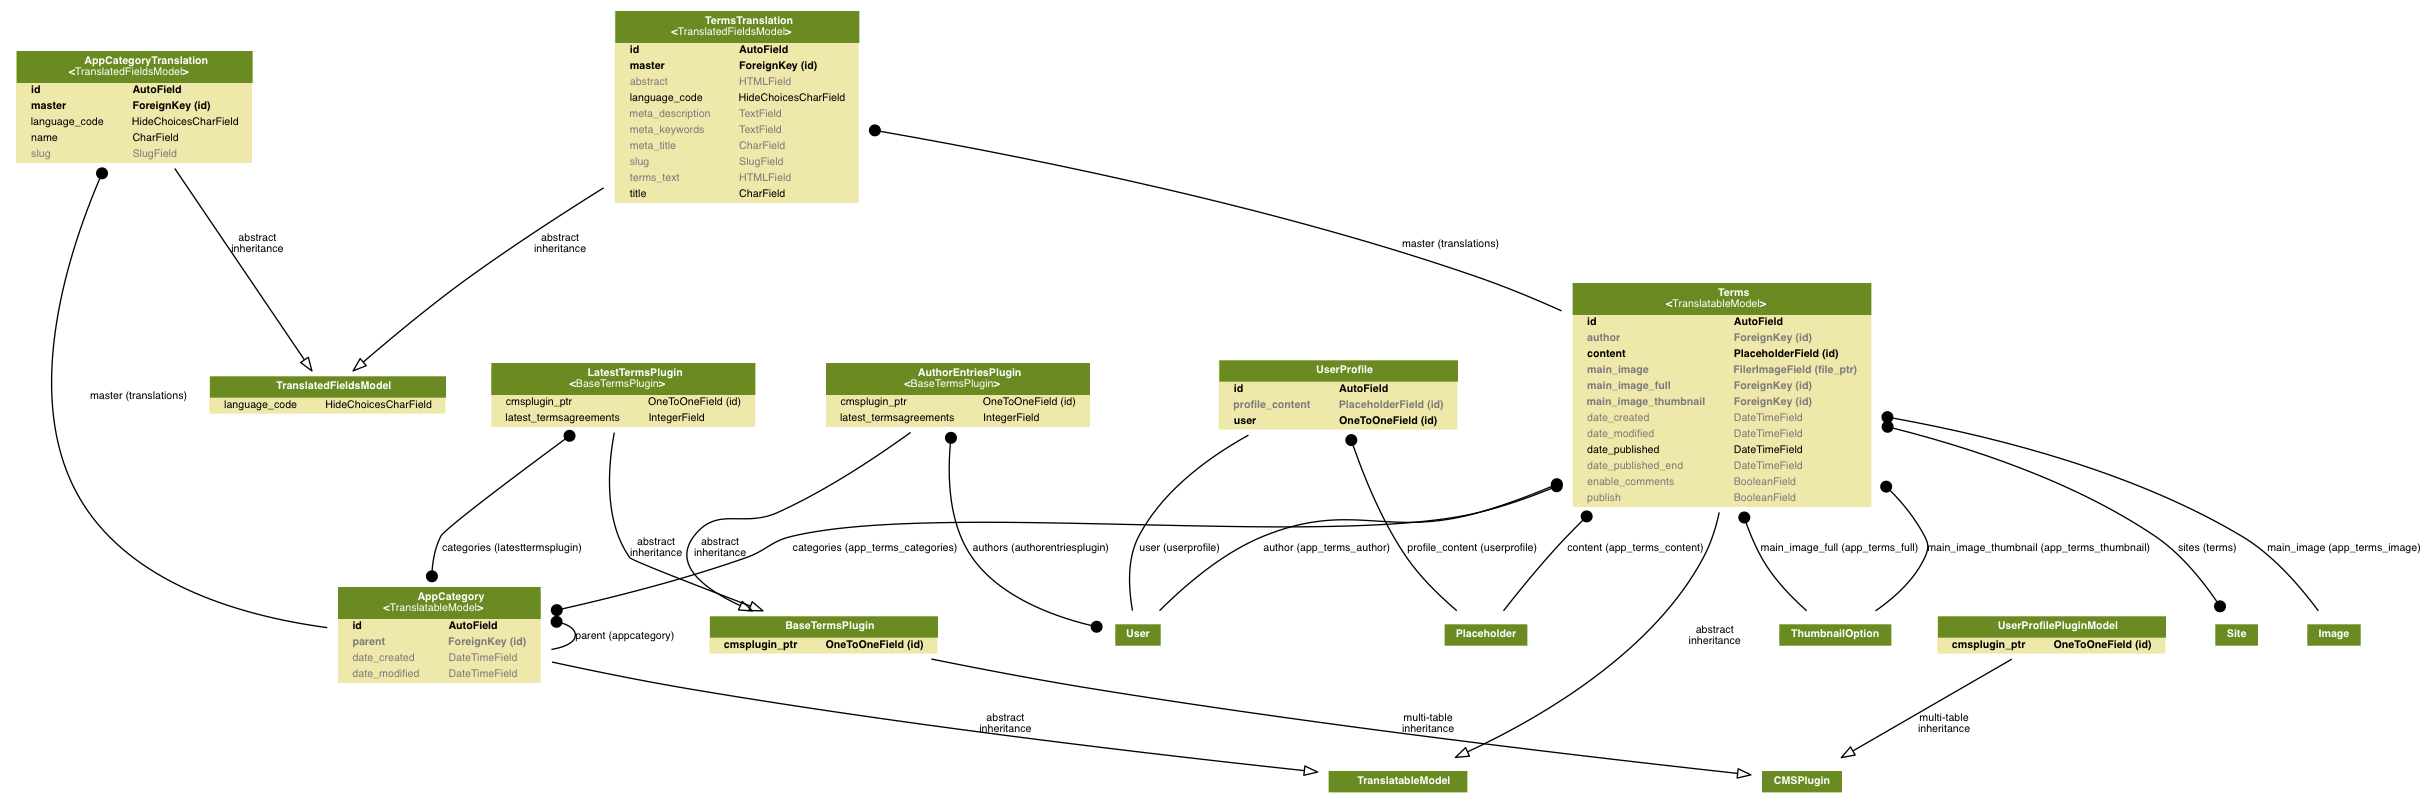 TermsTranslation
<TranslatedFieldsModel>
id AutoField
master ForeignKey (id)
abstract HTMLField
language_code HideChoicesCharField
meta_description TextField
meta_keywords TextField
meta_title CharField
slug SlugField
terms_text HTMLField
title CharField
AppCategoryTranslation
<TranslatedFieldsModel>
id AutoField
master ForeignKey (id)
language_code HideChoicesCharField
name CharField
slug SlugField
abstract
inheritance
abstract
inheritance
master (translations)
Terms
<TranslatableModel>
id AutoField
author ForeignKey (id)
content PlaceholderField (id)
main_image FilerImageField (file_ptr)
main_image_full ForeignKey (id)
main_image_thumbnail ForeignKey (id)
date_created DateTimeField
date_modified DateTimeField
date_published DateTimeField
date_published_end DateTimeField
enable_comments BooleanField
publish BooleanField
master (translations)
TranslatedFieldsModel
language_code HideChoicesCharField
LatestTermsPlugin
<BaseTermsPlugin>
cmsplugin_ptr OneToOneField (id)
latest_termsagreements IntegerField
AuthorEntriesPlugin
<BaseTermsPlugin>
cmsplugin_ptr OneToOneField (id)
latest_termsagreements IntegerField
UserProfile
id AutoField
profile_content PlaceholderField (id)
user OneToOneField (id)
categories (latesttermsplugin)
abstract
inheritance
abstract
inheritance
categories (app_terms_categories)
authors (authorentriesplugin)
user (userprofile)
author (app_terms_author)
profile_content (userprofile)
content (app_terms_content)
main_image_full (app_terms_full)
main_image_thumbnail (app_terms_thumbnail)
sites (terms)
main_image (app_terms_image)
AppCategory
<TranslatableModel>
id AutoField
parent ForeignKey (id)
date_created DateTimeField
date_modified DateTimeField
parent (appcategory)
BaseTermsPlugin
cmsplugin_ptr OneToOneField (id)
User
Placeholder
abstract
inheritance
ThumbnailOption
UserProfilePluginModel
cmsplugin_ptr OneToOneField (id)
Site
Image
abstract
inheritance
multi-table
inheritance
multi-table
inheritance
TranslatableModel
CMSPlugin